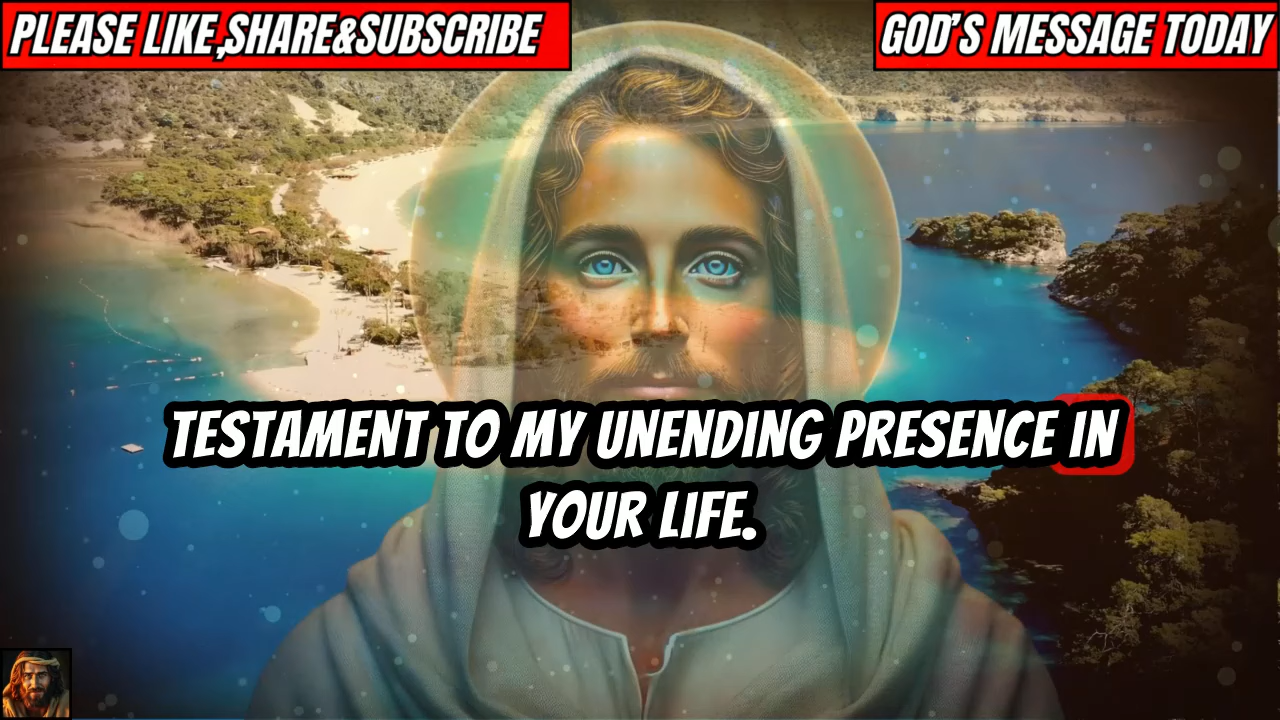 PLEASE LIKE,SHARE&SUBSCRIBE
GOD'S MESSAGE TODAY
TESTAMENT TO MY UNENDING PRESENCE IN
YOUR LIFE.